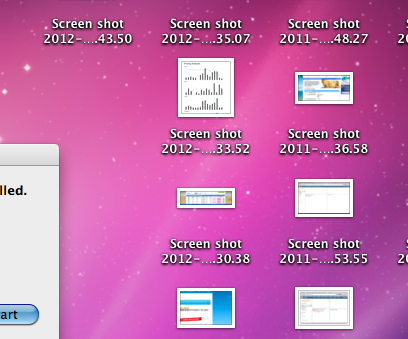 Screen shot
2012-....43.50
Screen shot
2012-....35.07
Screen shot
2011-....48.27
Screen shot
2012-....33.52
Screen shot
2011-....36.58
lled.
Screen shot
2012-....30.38
Screen shot
2011-....53.55
art